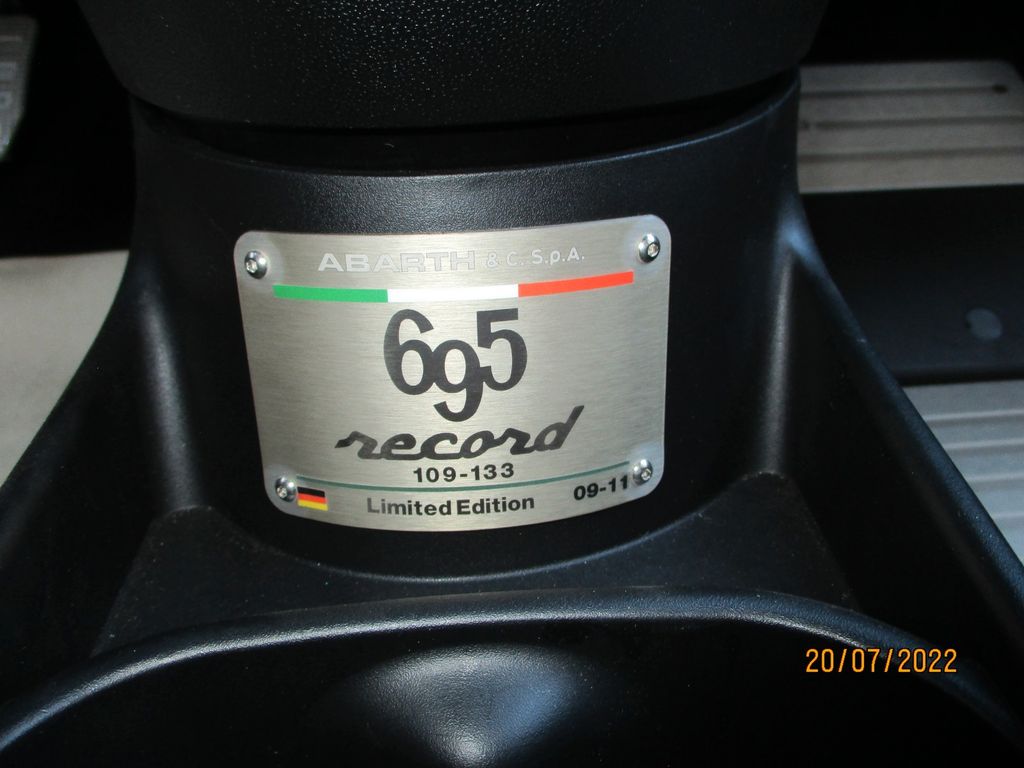 ABARTH & C. S.p.A.
695
record
109-133
Limited Edition 09-11
20/07/2022